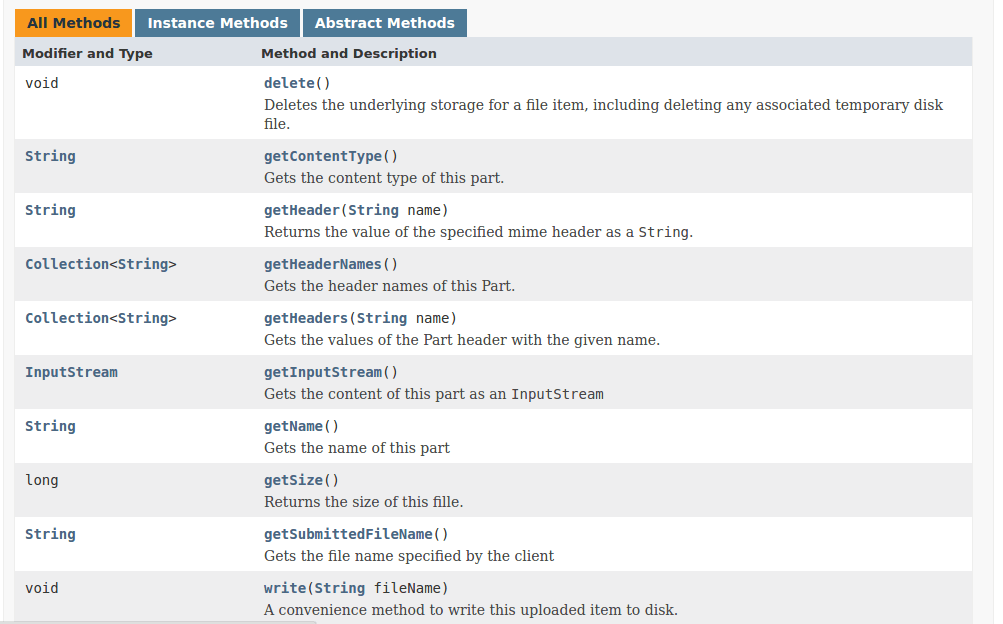 All Methods Instance Methods Abstract Methods
Modifier and Type Method and Description
void delete()
Deletes the underlying storage for a file item, including deleting any associated temporary disk
file.
String getContentType()
Gets the content type of this part.
String getHeader(String name)
Returns the value of the specified mime header as a String.
Collection<String> getHeaderNames()
Gets the header names of this Part.
Collection<String> getHeaders(String name)
Gets the values of the Part header with the given name.
InputStream getInputStream()
Gets the content of this part as an InputStream
String getName()
Gets the name of this part
long getSize()
Returns the size of this fille.
String getSubmittedFileName()
Gets the file name specified by the client
void write(String fileName)
A convenience method to write this uploaded item to disk.